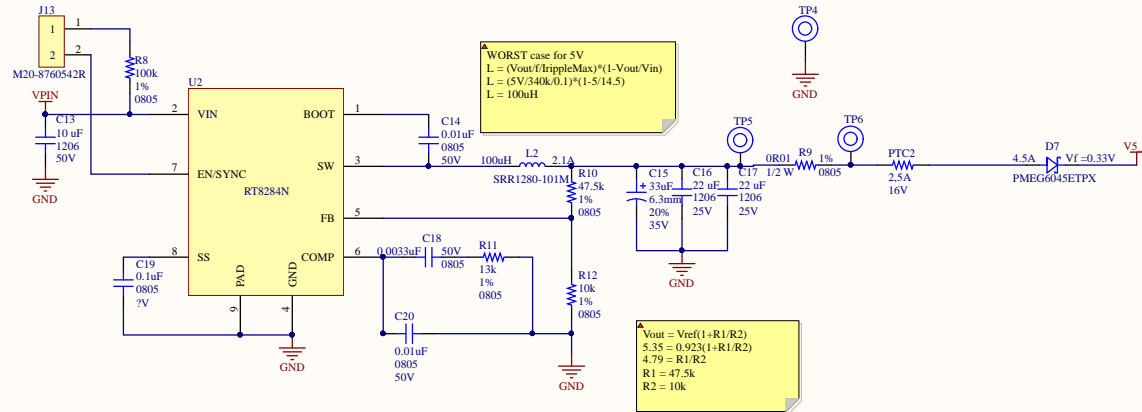 J13
1
2
1
2
M20-8760542R
R8
100k
1%
0805
VPIN
C13
10 uF
1206
50V
GND
U2
2
VIN
7
EN/SYNC
8
SS
RT8284N
BOOT
1
SW
3
FB
5
COMP
6
PAD
GND
9
4
C19
0.1uF
0805
?V
GND
C14
0.01uF
0805
50V
WORST case for 5V
L = (Vout/f/IrippleMax)*(1-Vout/Vin)
L = (5V/340k/0.1)*(1-5/14.5)
L = 100uH
100uH
L2
2.1A
SRR1280-101M
R10
47.5k
1%
0805
C15
33uF
6.3mm
20%
35V
C16
22 uF
1206
25V
C17
22 uF
1206
25V
GND
0.0033uF
C18
50V
0805
R11
13k
1%
0805
C20
0.01uF
0805
50V
R12
10k
1%
0805
GND
TP4
GND
TP5
0R01
1/2 W
R9
1%
0805
TP6
PTC2
2,5A
16V
4.5A
D7
Vf =0.33V
PMEG6045ETPX
V5
Vout = Vref(1+R1/R2)
5.35 = 0.923(1+R1/R2)
4.79 = R1/R2
R1 = 47.5k
R2 = 10k